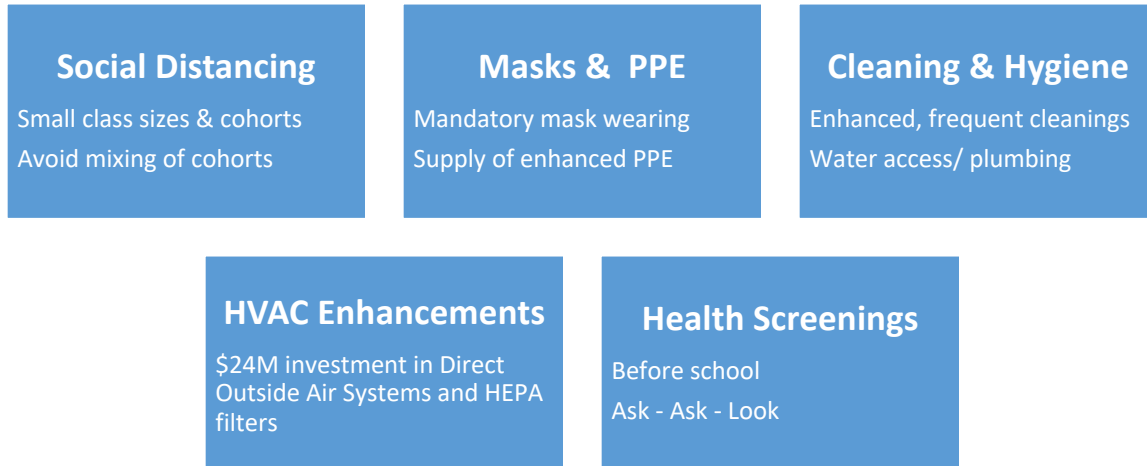 Social Distancing
Small class sizes & cohorts
Avoid mixing of cohorts
Masks & PPE
Mandatory mask wearing
Supply of enhanced PPE
Cleaning & Hygiene
Enhanced, frequent cleanings
Water access/ plumbing
HVAC Enhancements
$24M investment in Direct
Outside Air Systems and HEPA
filters
Health Screenings
Before school
Ask - Ask - Look